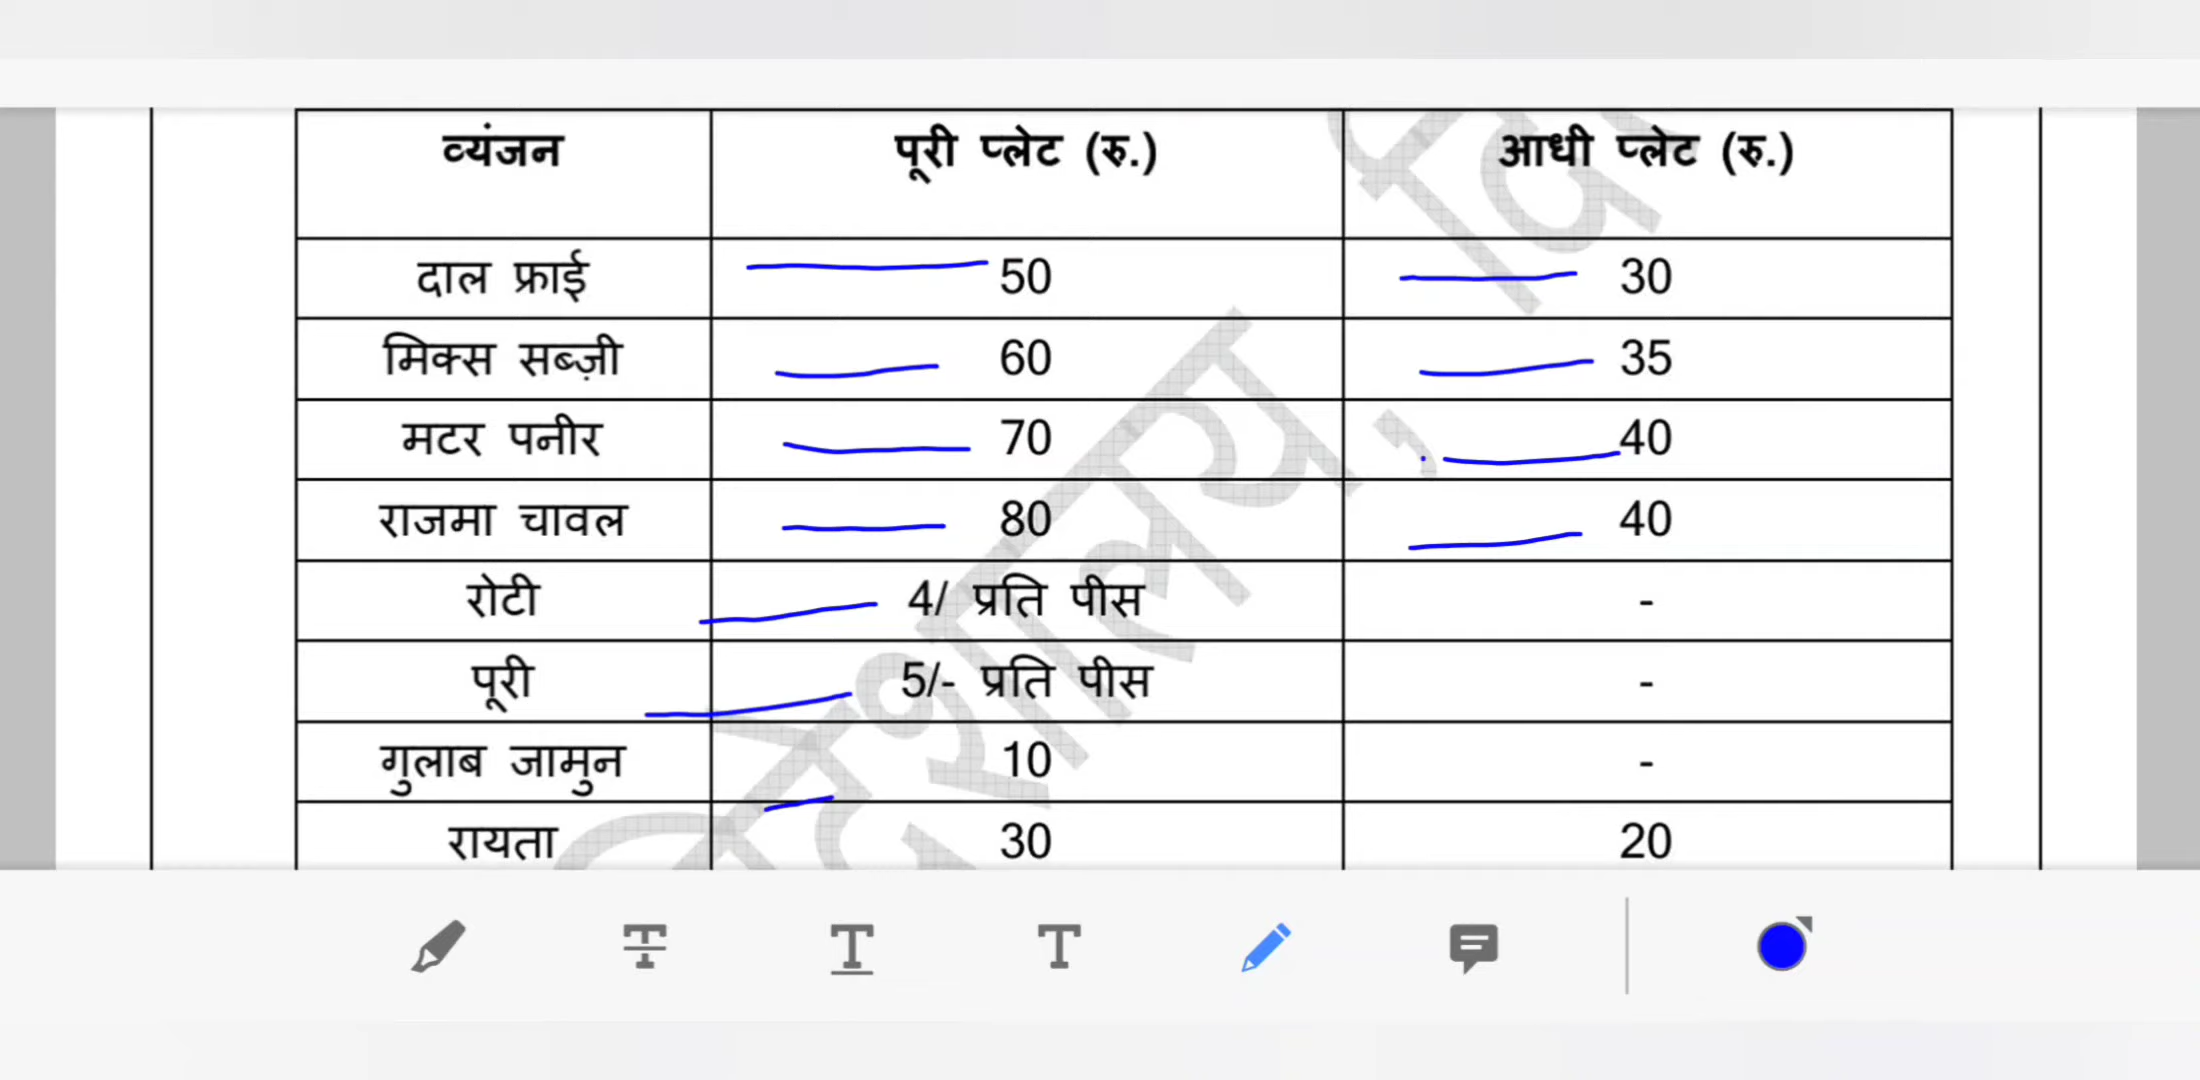 व्यंजन पूरी प्लेट (रु.) आधी प्लेट (रु.)
दाल फ्राई 50 30
मिक्स सब्ज़ी 60 35
मटर पनीर 70 40
राजमा चावल 80 40
रोटी 4/ प्रति पीस -
पूरी 5/- प्रति पीस -
गुलाब जामुन 10 -
रायता 30 20